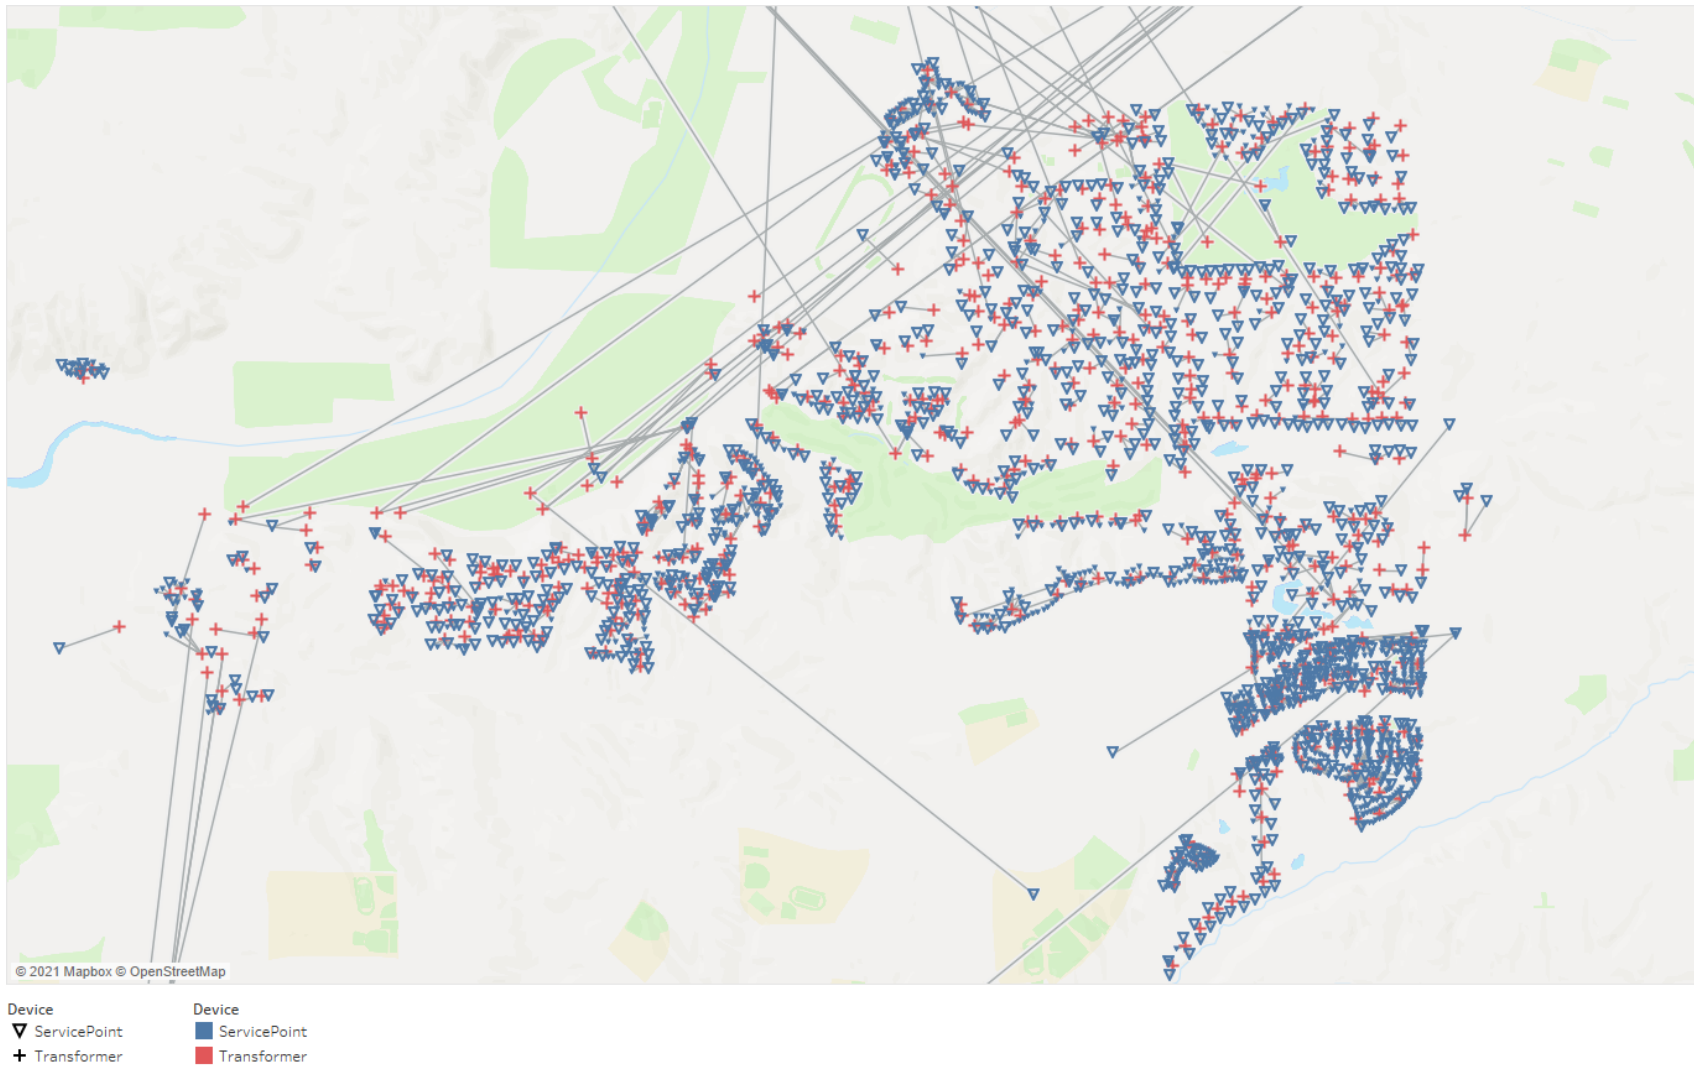 © 2021 Mapbox © OpenStreetMap
Device
ServicePoint
Transformer
Device
ServicePoint
Transformer